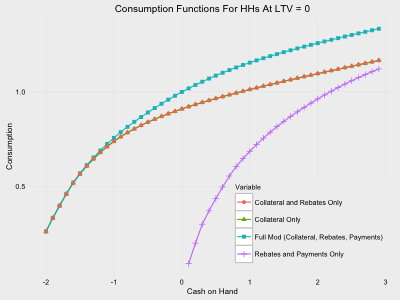 Consumption Functions For HHs At LTV = 0
Consumption
1.0
0.5
Variable
Collateral and Rebates Only
Collateral Only
Full Mod (Collateral, Rebates, Payments)
Rebates and Payments Only
-2 -1 0 1 2 3
Cash on Hand